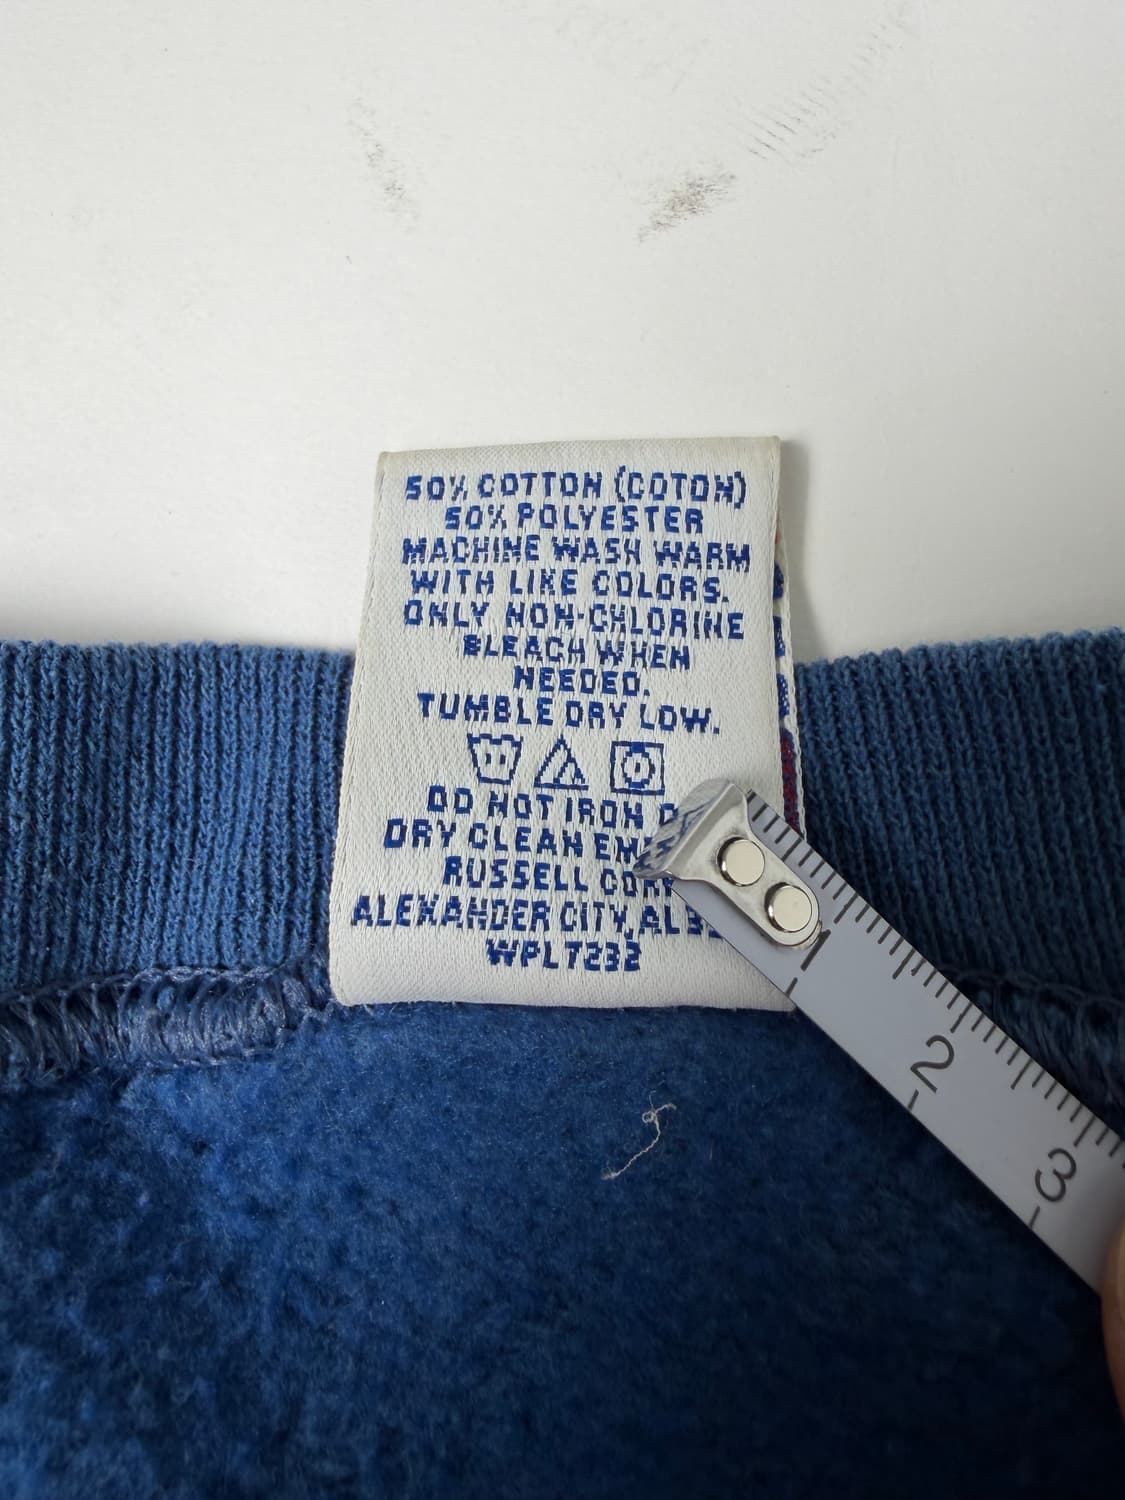 50% COTTON (COTON)
50% POLYESTER
MACHINE WASH WARM
WITH LIKE COLORS.
ONLY NON-CHLORINE
BLEACH WHEN
NEEDED.
TUMBLE DRY LOW.
DO NOT IRON
DRY CLEAN
RUSSELL
ALEXANDER CITY,
WPL7232
1
2
3